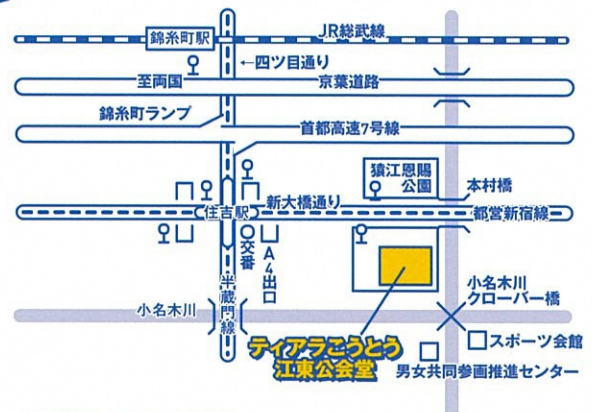 JR総武線
錦糸町駅
←四ツ目通り
至両国
京葉道路
錦糸町ランプ
首都高速7号線
猿江恩賜
公園
本村橋
新大橋通り
住吉駅
都営新宿線
交番
A4出口
半蔵門線
小名木川
小名木川
クローバー橋
ティアラこうとう
江東公会堂
スポーツ会館
男女共同参画推進センター